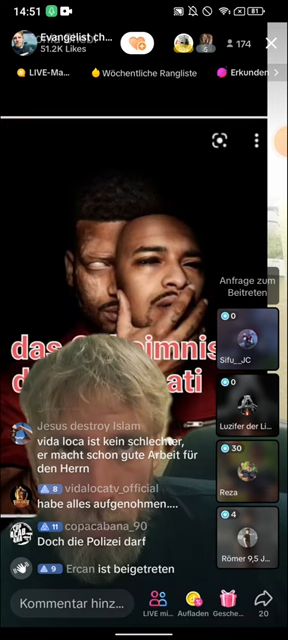 14:51
81
Evangelist ch...
51.2K Likes
174
LIVE-Ma...
Wöchentliche Rangliste
Erkunden
Anfrage zum
Beitreten
0
Sifu__JC
0
Luzifer der Li...
30
Reza
4
Römer 9,5 J...
Jesus destroy Islam
vida loca ist kein schlechter,
er macht schon gute Arbeit für
den Herrn
8 vidalocatv_official
habe alles aufgenommen....
11 copacabana_90
Doch die Polizei darf
9 Ercan ist beigetreten
Kommentar hinz...
LIVE mi...
Aufladen
Gesche...
20